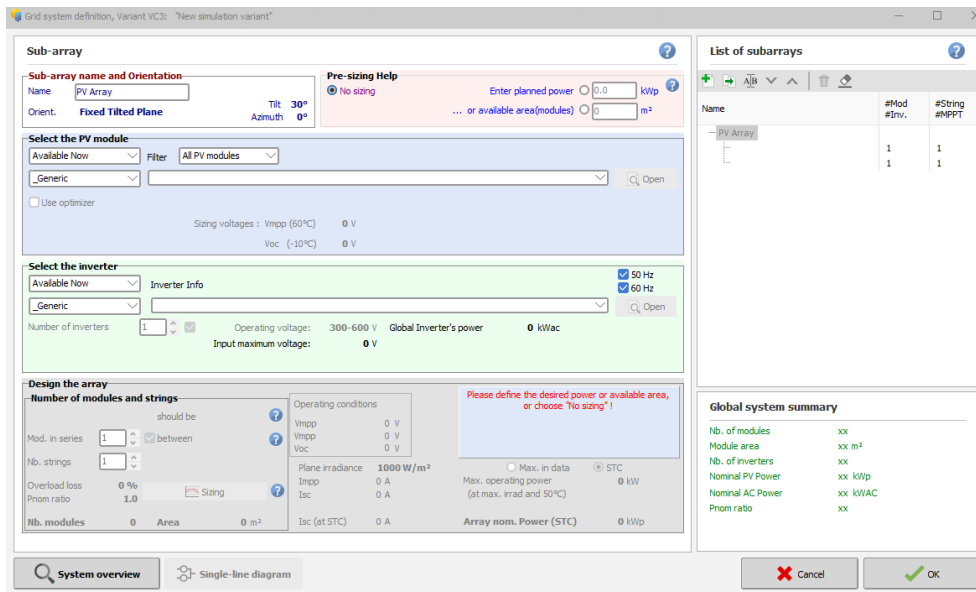 Grid system definition, Variant VC3: "New simulation variant"
Sub-array
Sub-array name and Orientation
Name PV Array
Orient. Fixed Tilted Plane
Tilt 30°
Azimuth 0°
Pre-sizing Help
No sizing
Enter planned power 0.0 kWp
... or available area(modules) 0 m²
Select the PV module
Available Now Filter All PV modules
_Generic Open
Use optimizer
Sizing voltages : Vmpp (60°C) 0 V
Voc (-10°C) 0 V
Select the inverter
Available Now Inverter Info
50 Hz
60 Hz
_Generic Open
Number of inverters 1 Operating voltage: 300-600 V Global Inverter's power 0 kWac
Input maximum voltage: 0 V
Design the array
Number of modules and strings
should be
Mod. in series 1 between
Nb. strings 1
Overload loss 0 %
Pnom ratio 1.0
Sizing
Nb. modules 0 Area 0 m²
Operating conditions
Vmpp 0 V
Vmpp 0 V
Voc 0 V
Plane irradiance 1000 W/m²
Impp 0 A
Isc 0 A
Isc (at STC) 0 A
Please define the desired power or available area,
or choose "No sizing" !
Max. in data STC
Max. operating power 0 kW
(at max. irrad and 50°C)
Array nom. Power (STC) 0 kWp
System overview
Single-line diagram
List of subarrays
Name #Mod #String
#Inv. #MPPT
PV Array
1 1
1 1
Global system summary
Nb. of modules xx
Module area xx m²
Nb. of inverters xx
Nominal PV Power xx kWp
Nominal AC Power xx kWAC
Pnom ratio xx
Cancel
OK